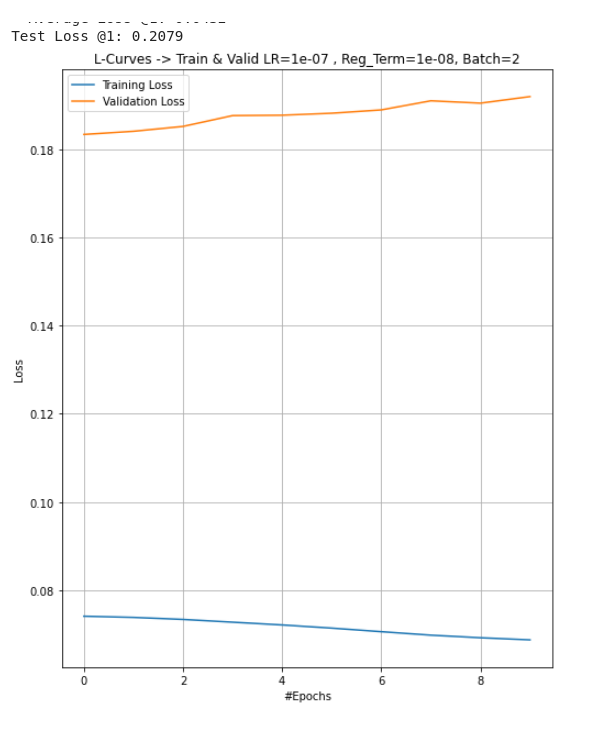 Test Loss @1: 0.2079
L-Curves -> Train & Valid LR=1e-07 , Reg_Term=1e-08, Batch=2
Training Loss
Validation Loss
0.18
0.16
0.14
0.12
0.10
0.08
Loss
0 2 4 6 8
#Epochs